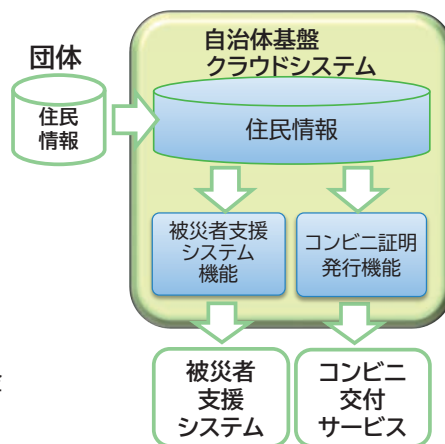 自治体基盤
クラウドシステム
団体
住民
情報
住民情報
被災者支援
システム
機能
コンビニ証明
発行機能
被災者
支援
システム
コンビニ
交付
サービス